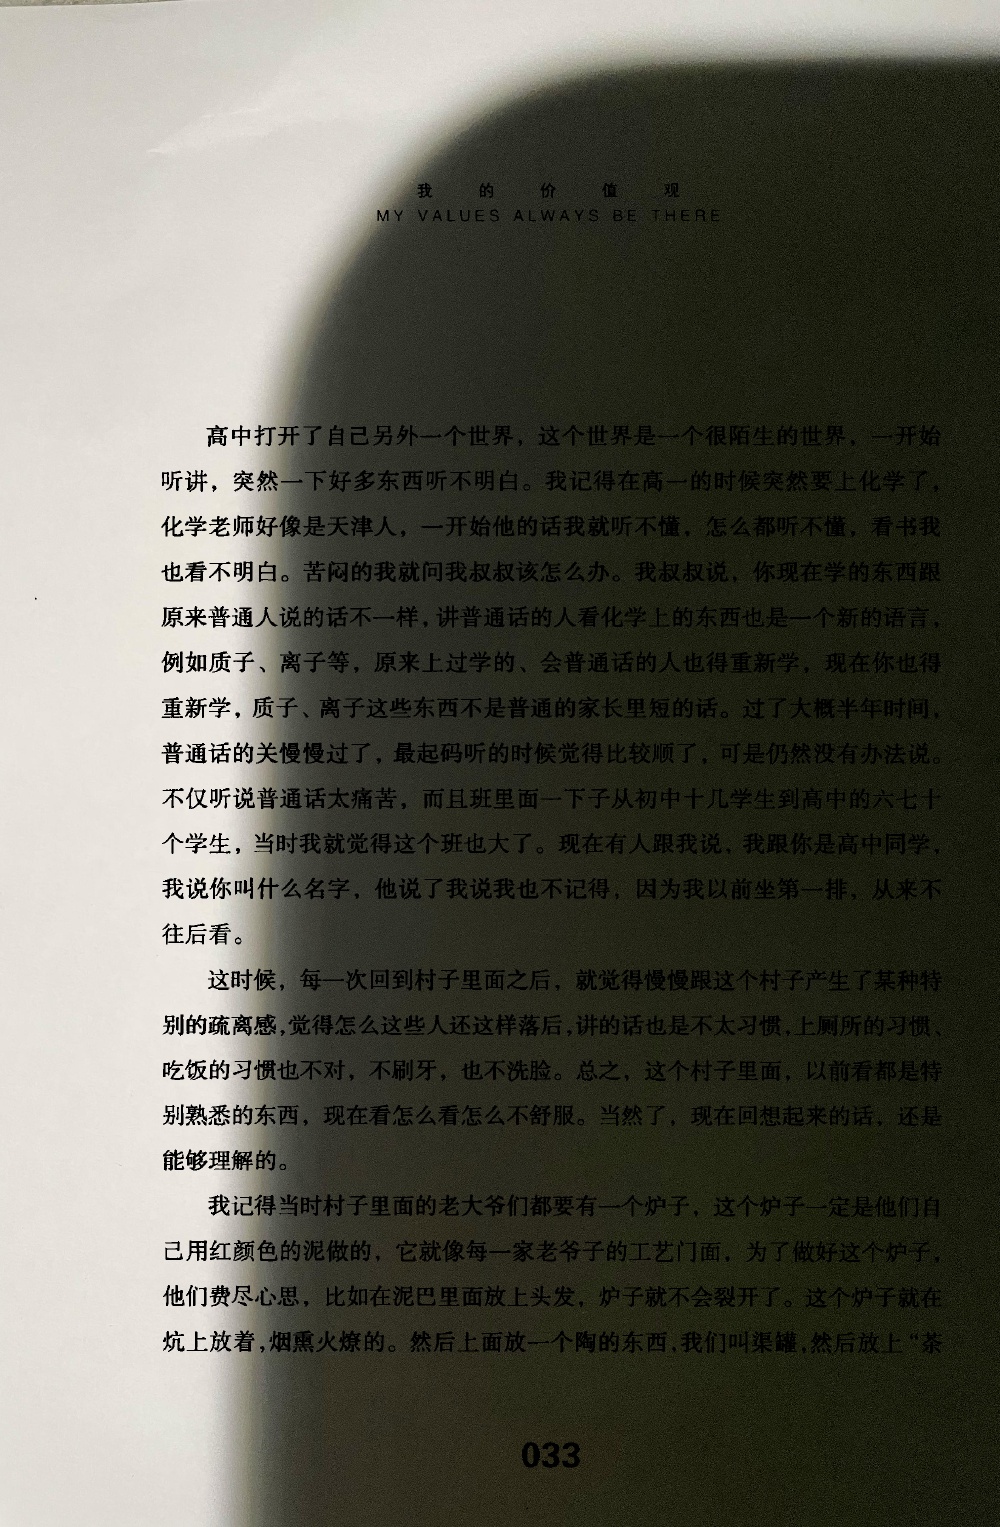 我的价值观
MY VALUES ALWAYS BE THERE
高中打开了自己另外一个世界，这个世界是一个很陌生的世界，一开始
听讲，突然一下好多东西听不明白。我记得在高一的时候突然要上化学了，
化学老师好像是天津人，一开始他的话我就听不懂，怎么都听不懂，看书我
也看不明白。苦闷的我就问我叔叔该怎么办。我叔叔说，你现在学的东西跟
原来普通人说的话不一样，讲普通话的人看化学上的东西也是一个新的语言，
例如质子、离子等，原来上过学的、会普通话的人也得重新学，现在你也得
重新学，质子、离子这些东西不是普通的家长里短的话。过了大概半年时间，
普通话的关慢慢过了，最起码听的时候觉得比较顺了，可是仍然没有办法说。
不仅听说普通话太痛苦，而且班里面一下子从初中十几学生到高中的六七十
个学生，当时我就觉得这个班也大了。现在有人跟我说，我跟你是高中同学，
我说你叫什么名字，他说了我说我也不记得，因为我以前坐第一排，从来不
往后看。
这时候，每一次回到村子里面之后，就觉得慢慢跟这个村子产生了某种特
别的疏离感，觉得怎么这些人还这样落后，讲的话也是不太习惯，上厕所的习惯、
吃饭的习惯也不对，不刷牙，也不洗脸。总之，这个村子里面，以前看都是特
别熟悉的东西，现在看怎么看怎么不舒服。当然了，现在回想起来的话，还是
能够理解的。
我记得当时村子里面的老大爷们都要有一个炉子，这个炉子一定是他们自
己用红颜色的泥做的，它就像每一家老爷子的工艺门面，为了做好这个炉子，
他们费尽心思，比如在泥巴里面放上头发，炉子就不会裂开了。这个炉子就在
炕上放着，烟熏火燎的。然后上面放一个陶的东西，我们叫渠罐，然后放上“茶
033